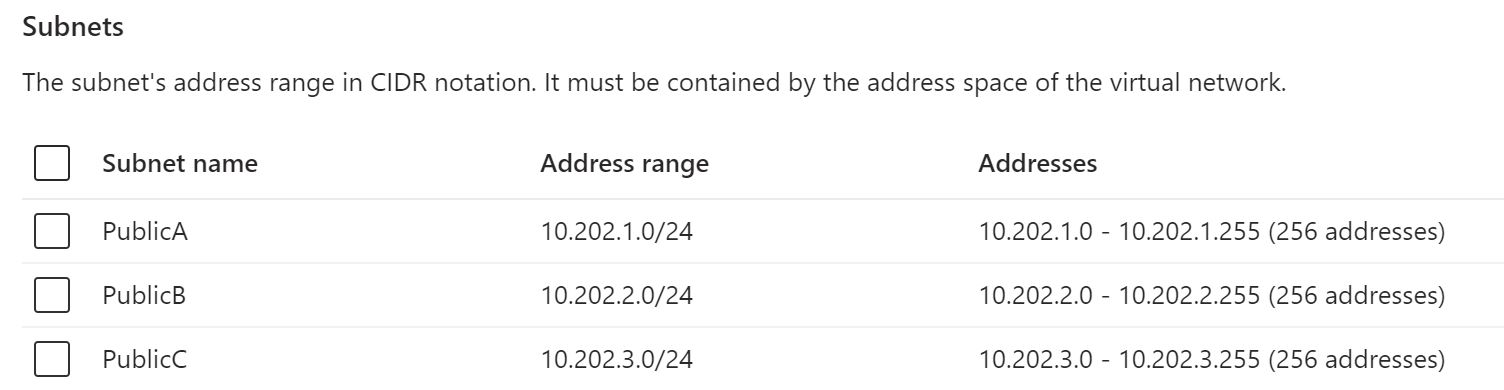 Subnets
The subnet's address range in CIDR notation. It must be contained by the address space of the virtual network.
Subnet name Address range Addresses
PublicA 10.202.1.0/24 10.202.1.0 - 10.202.1.255 (256 addresses)
PublicB 10.202.2.0/24 10.202.2.0 - 10.202.2.255 (256 addresses)
PublicC 10.202.3.0/24 10.202.3.0 - 10.202.3.255 (256 addresses)